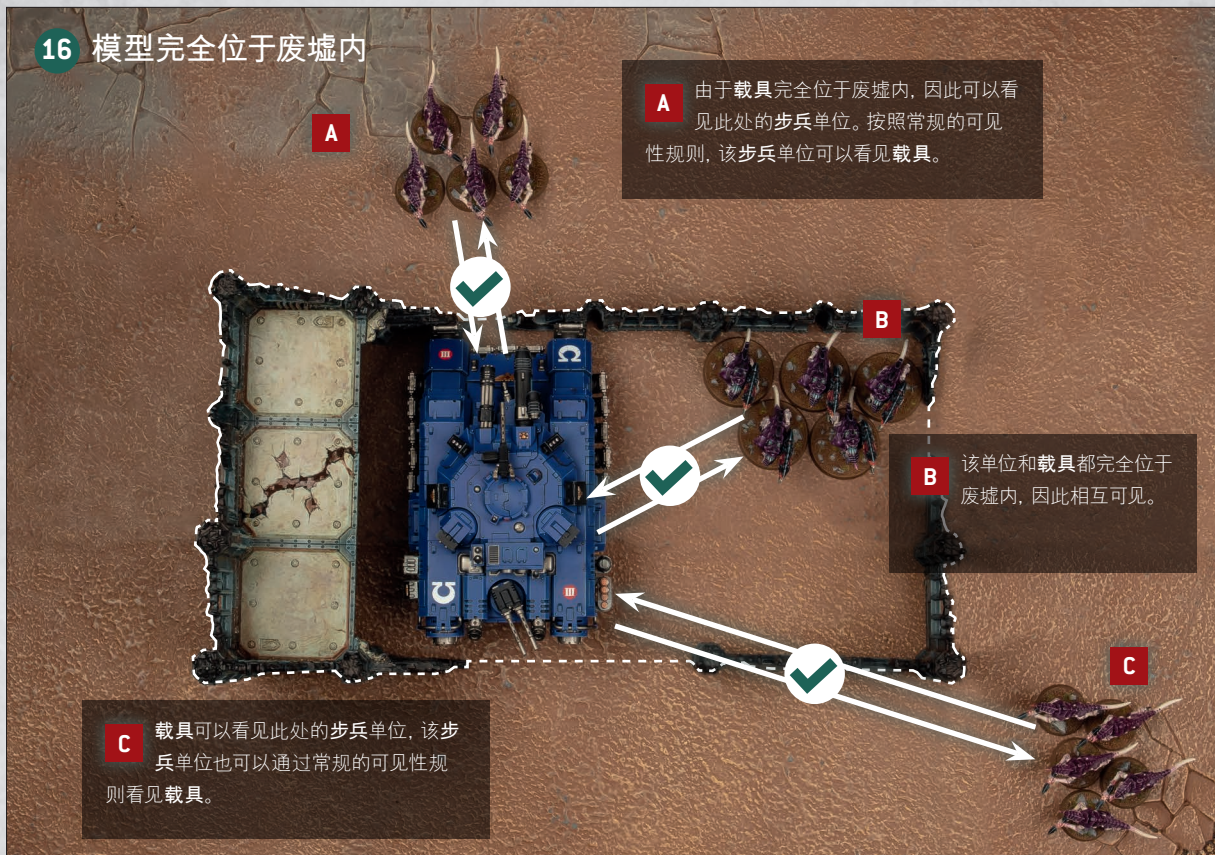 16 模型完全位于废墟内
A
A 由于载具完全位于废墟内, 因此可以看
见此处的步兵单位。按照常规的可见
性规则, 该步兵单位可以看见载具。
B
B 该单位和载具都完全位于
废墟内, 因此相互可见。
C
C 载具可以看见此处的步兵单位, 该步
兵单位也可以通过常规的可见性规
则看见载具。
III
Ω
Ω
III